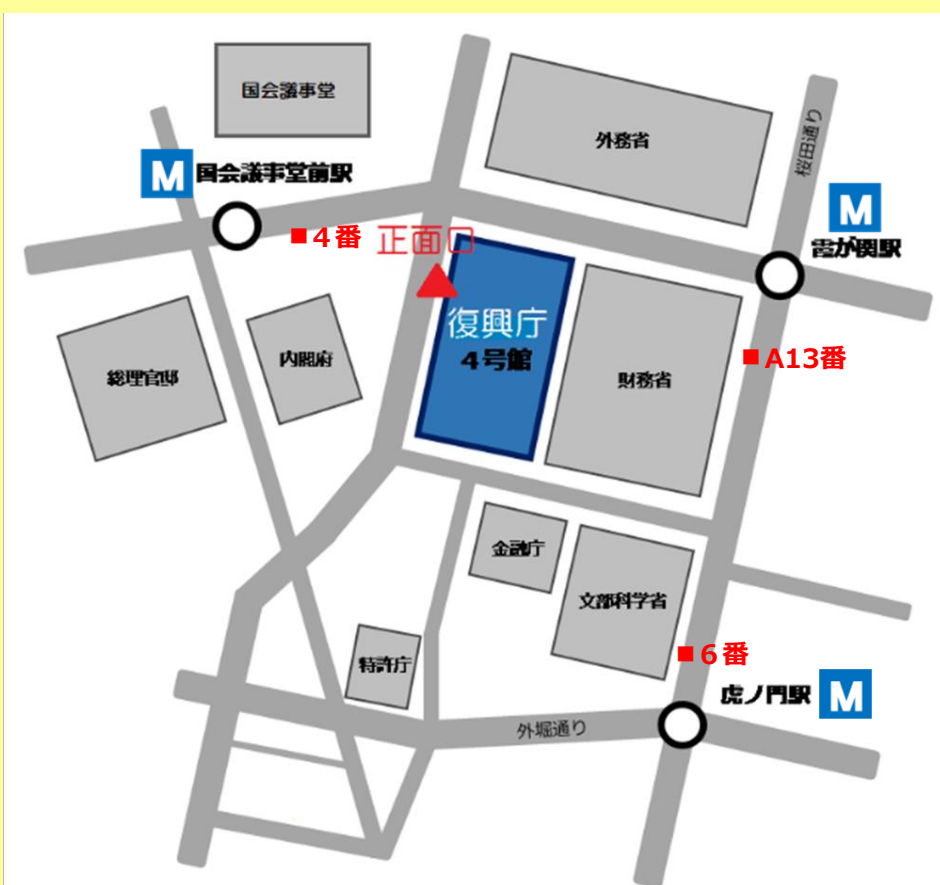 国会議事堂
外務省
桜田通り
M 国会議事堂前駅
M
霞が関駅
■4番
正面口
復興庁
4号館
■A13番
総理官邸
内閣府
財務省
金融庁
文部科学省
■6番
特許庁
虎ノ門駅 M
外堀通り